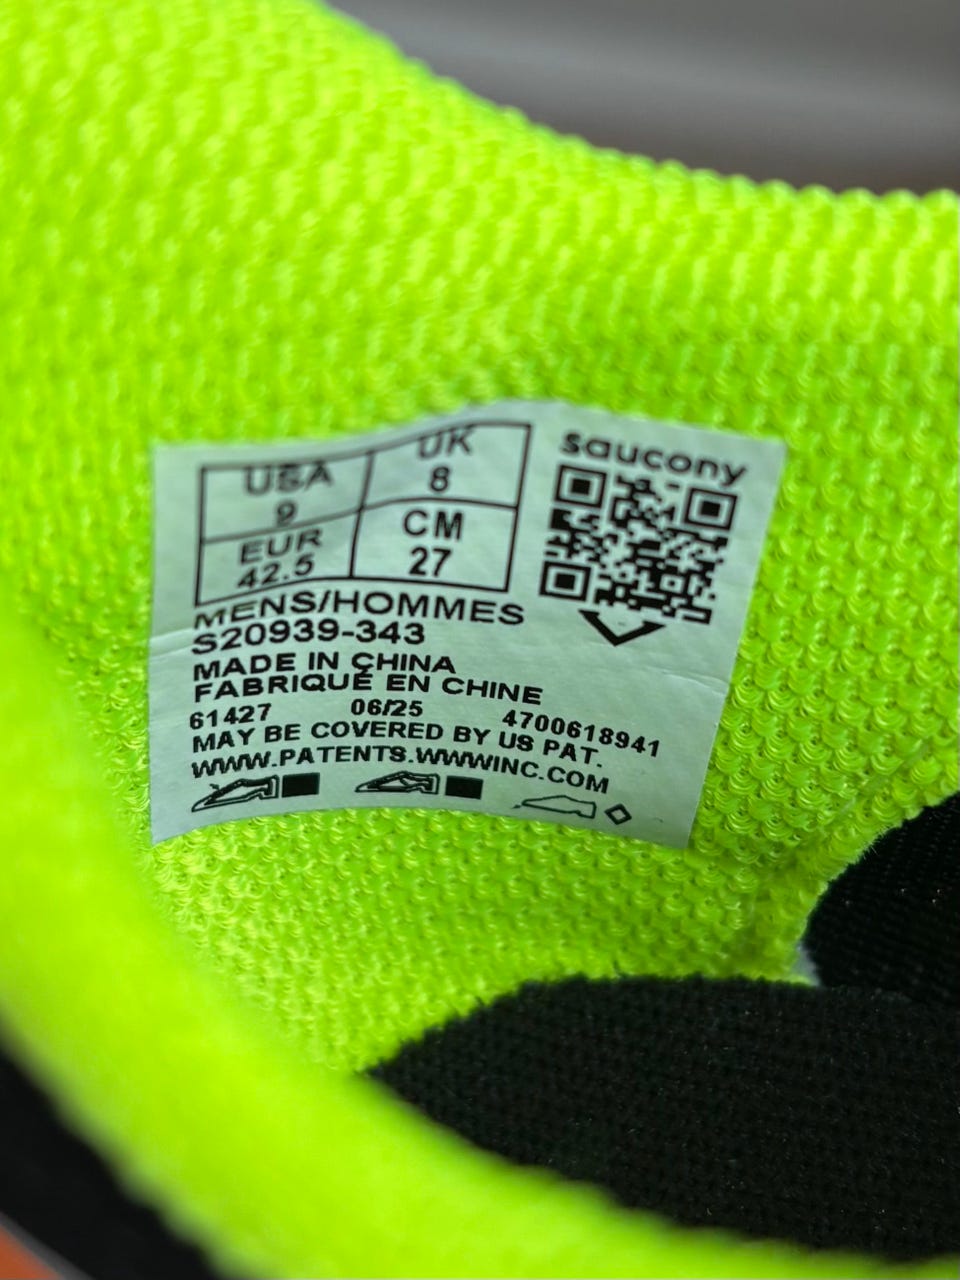 USA
9
UK
8
EUR
42.5
CM
27
saucony
MENS/HOMMES
S20939-343
MADE IN CHINA
FABRIQUÉ EN CHINE
61427 06/25 4700618941
MAY BE COVERED BY US PAT.
WWW.PATENTS.WWWINC.COM